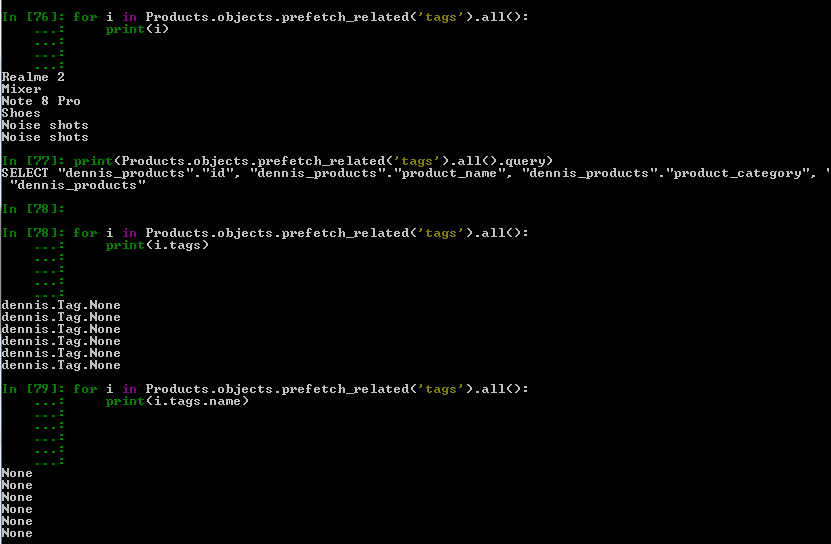 In [76]: for i in Products.objects.prefetch_related('tags').all():
    ...:     print(i)
    ...:
    ...:
    ...:
Realme 2
Mixer
Note 8 Pro
Shoes
Noise shots
Noise shots
In [77]: print(Products.objects.prefetch_related('tags').all().query)
SELECT "dennis_products"."id", "dennis_products"."product_name", "dennis_products"."product_category", "
 "dennis_products"
In [78]:
In [78]: for i in Products.objects.prefetch_related('tags').all():
    ...:     print(i.tags)
    ...:
    ...:
    ...:
    ...:
dennis.Tag.None
dennis.Tag.None
dennis.Tag.None
dennis.Tag.None
dennis.Tag.None
dennis.Tag.None
In [79]: for i in Products.objects.prefetch_related('tags').all():
    ...:     print(i.tags.name)
    ...:
    ...:
    ...:
    ...:
    ...:
None
None
None
None
None
None